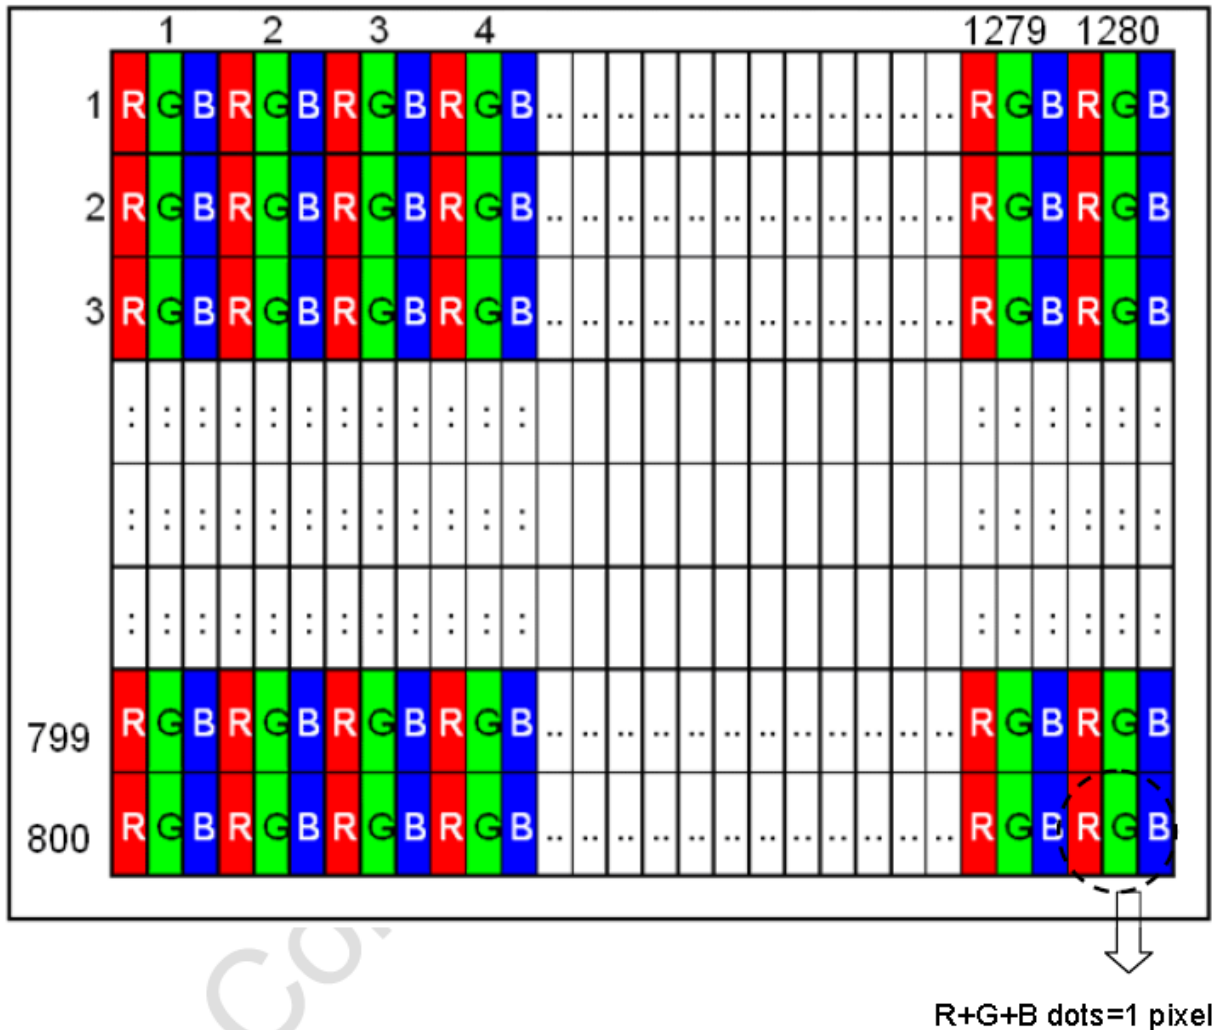 1 2 3 4 1279 1280
1 R G B R G B R G B R G B .. .. .. .. .. .. .. .. .. .. .. .. R G B R G B
2 R G B R G B R G B R G B .. .. .. .. .. .. .. .. .. .. .. .. R G B R G B
3 R G B R G B R G B R G B .. .. .. .. .. .. .. .. .. .. .. .. R G B R G B
: : : : : : : : : : : : : : : : : :
: : : : : : : : : : : : : : : : : :
: : : : : : : : : : : : : : : : : :
799 R G B R G B R G B R G B .. .. .. .. .. .. .. .. .. .. .. .. R G B R G B
800 R G B R G B R G B R G B .. .. .. .. .. .. .. .. .. .. .. .. R G B R G B
R+G+B dots=1 pixel